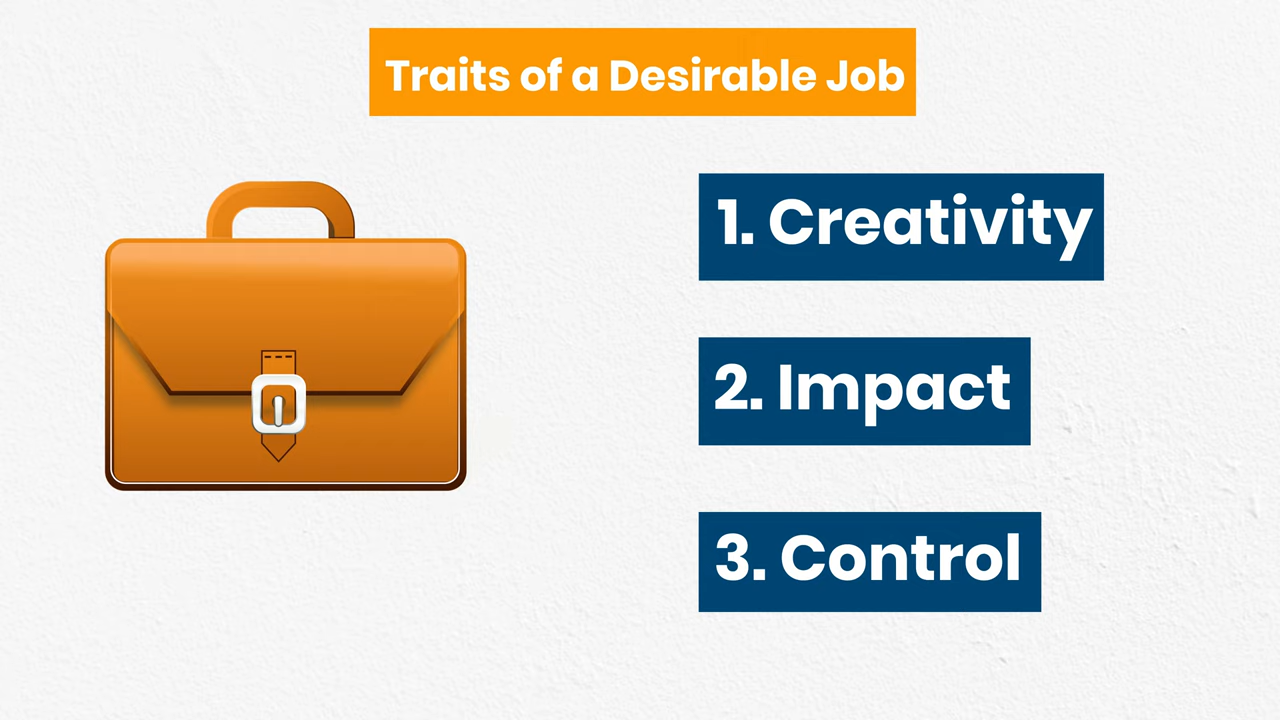 Traits of a Desirable Job
1. Creativity
2. Impact
3. Control